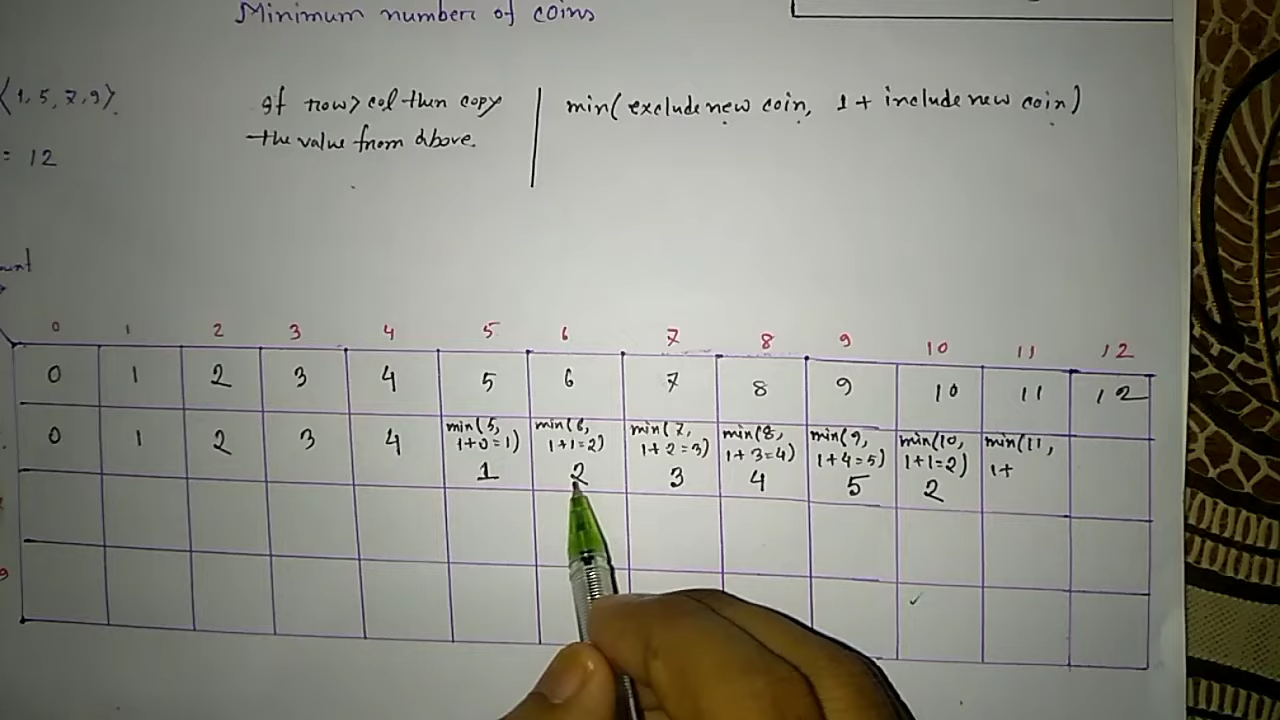 Minimum number of coins
{1, 5, 7, 9}
= 12
If row > col then copy
the value from above.
min(exclude new coin, 1 + include new coin)
0 1 2 3 4 5 6 7 8 9 10 11 12
0 1 2 3 4 5 6 7 8 9 10 11 12
0 1 2 3 4
min(5,
1+0=1)
1
min(6,
1+1=2)
2
min(7,
1+2=3)
3
min(8,
1+3=4)
4
min(9,
1+4=5)
5
min(10,
1+1=2)
2
min(11,
1+
9